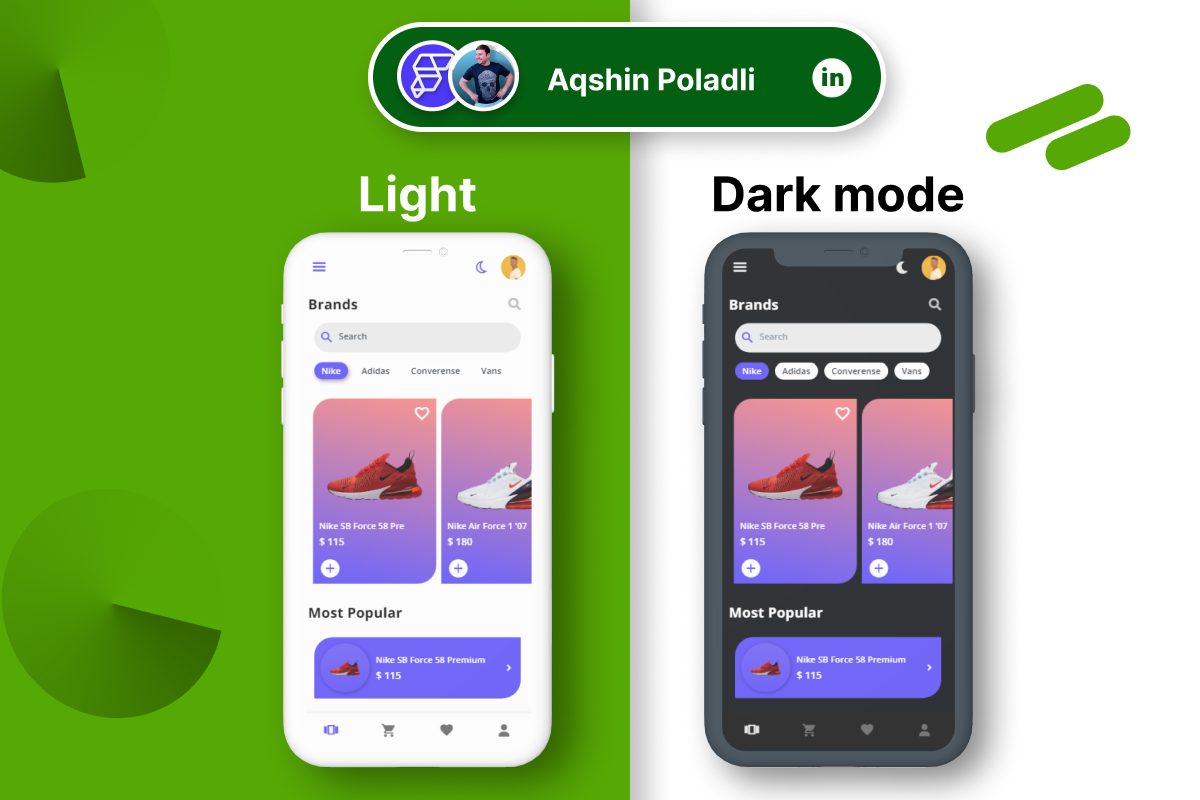 Aqshin Poladli
in
Light
Dark mode
Brands
Search
Nike Adidas Converense Vans
Nike SB Force 58 Pre
$ 115
Nike Air Force 1 '07
$ 180
Most Popular
Nike SB Force 58 Premium
$ 115
Brands
Search
Nike Adidas Converense Vans
Nike SB Force 58 Pre
$ 115
Nike Air Force 1 '07
$ 180
Most Popular
Nike SB Force 58 Premium
$ 115